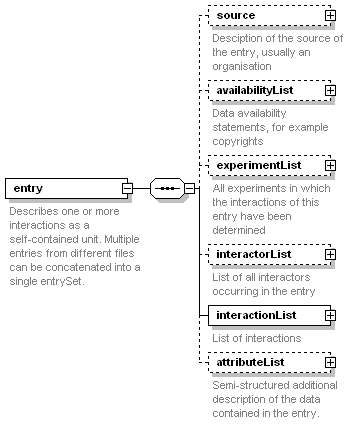 source
Desciption of the source of
the entry, usually an
organisation
availabilityList
Data availability
statements, for example
copyrights
experimentList
All experiments in which
the interactions of this
entry have been
determined
entry
Describes one or more
interactions as a
self-contained unit. Multiple
entries from different files
can be concatenated into a
single entrySet.
interactorList
List of all interactors
occurring in the entry
interactionList
List of interactions
attributeList
Semi-structured additional
description of the data
contained in the entry.